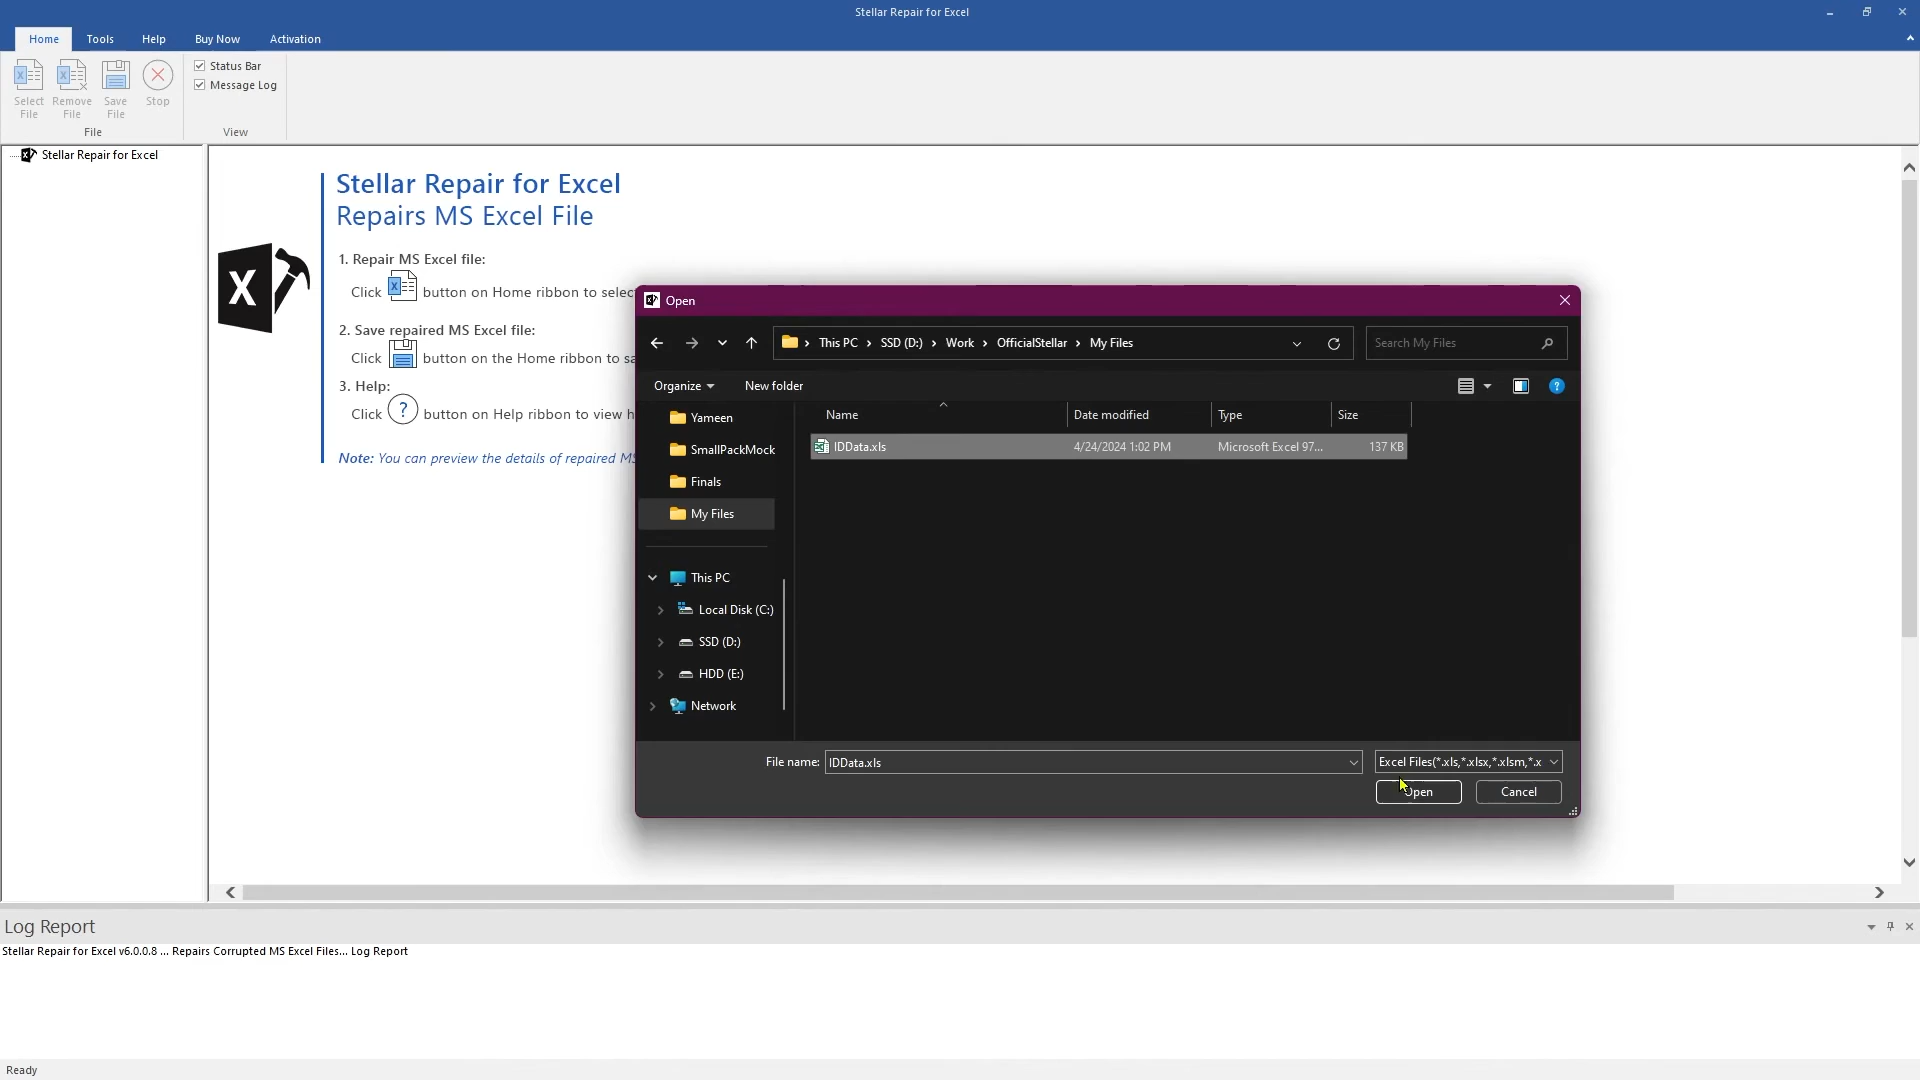 Stellar Repair for Excel
Home Tools Help Buy Now Activation
Select File
Remove File
Save File
Stop
File
Status Bar
Message Log
View
Stellar Repair for Excel
Stellar Repair for Excel
Repairs MS Excel File
1. Repair MS Excel file:
Click button on Home ribbon to selec
2. Save repaired MS Excel file:
Click button on the Home ribbon to sa
3. Help:
Click ? button on Help ribbon to view h
Note: You can preview the details of repaired MS
Open
This PC › SSD (D:) › Work › OfficialStellar › My Files
Search My Files
Organize New folder
Name Date modified Type Size
IDData.xls 4/24/2024 1:02 PM Microsoft Excel 97... 137 KB
Yameen
SmallPackMock
Finals
My Files
This PC
Local Disk (C:)
SSD (D:)
HDD (E:)
Network
File name: IDData.xls
Excel Files(*.xls,*.xlsx,*.xlsm,*.x
Open Cancel
Log Report
Stellar Repair for Excel v6.0.0.8 ... Repairs Corrupted MS Excel Files... Log Report
Ready